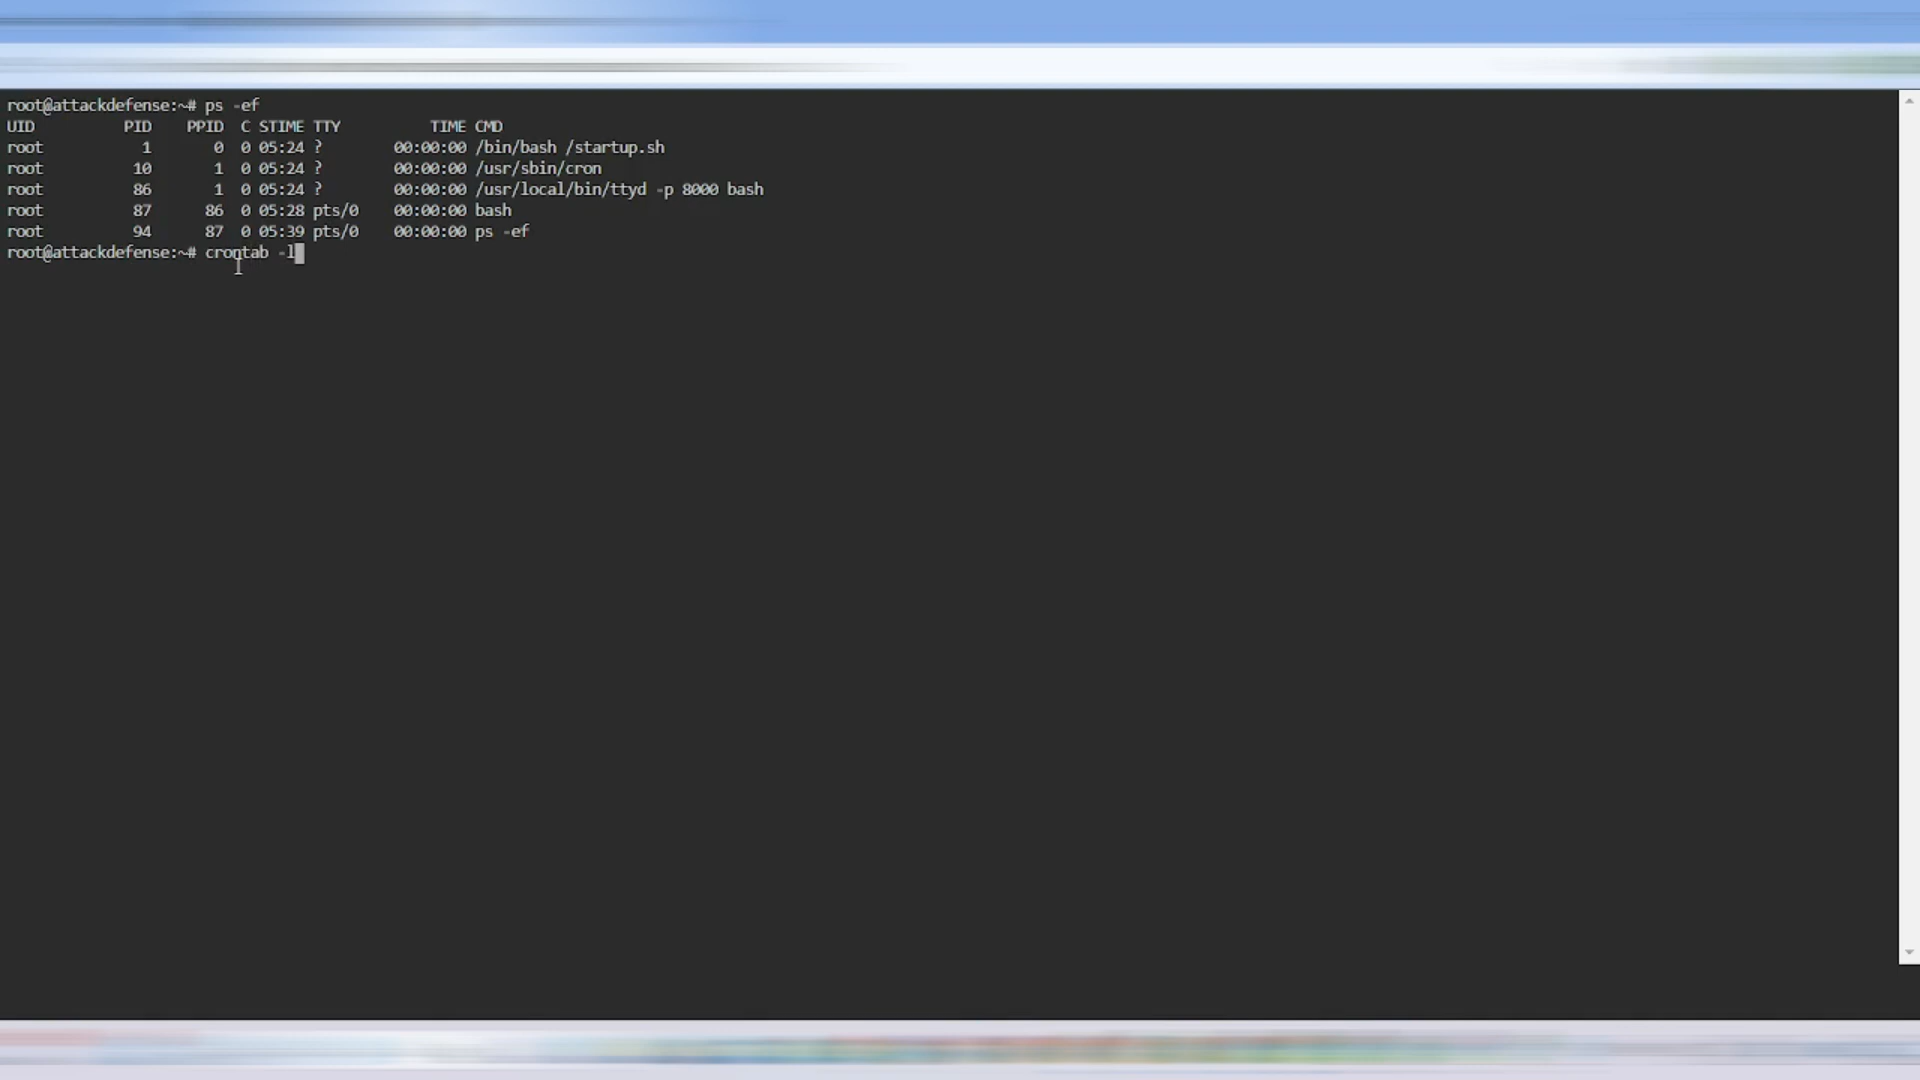 root@attackdefense:~# ps -ef
UID          PID    PPID  C STIME TTY          TIME CMD
root           1       0  0 05:24 ?        00:00:00 /bin/bash /startup.sh
root          10       1  0 05:24 ?        00:00:00 /usr/sbin/cron
root          86       1  0 05:24 ?        00:00:00 /usr/local/bin/ttyd -p 8000 bash
root          87      86  0 05:28 pts/0    00:00:00 bash
root          94      87  0 05:39 pts/0    00:00:00 ps -ef
root@attackdefense:~# crontab -l